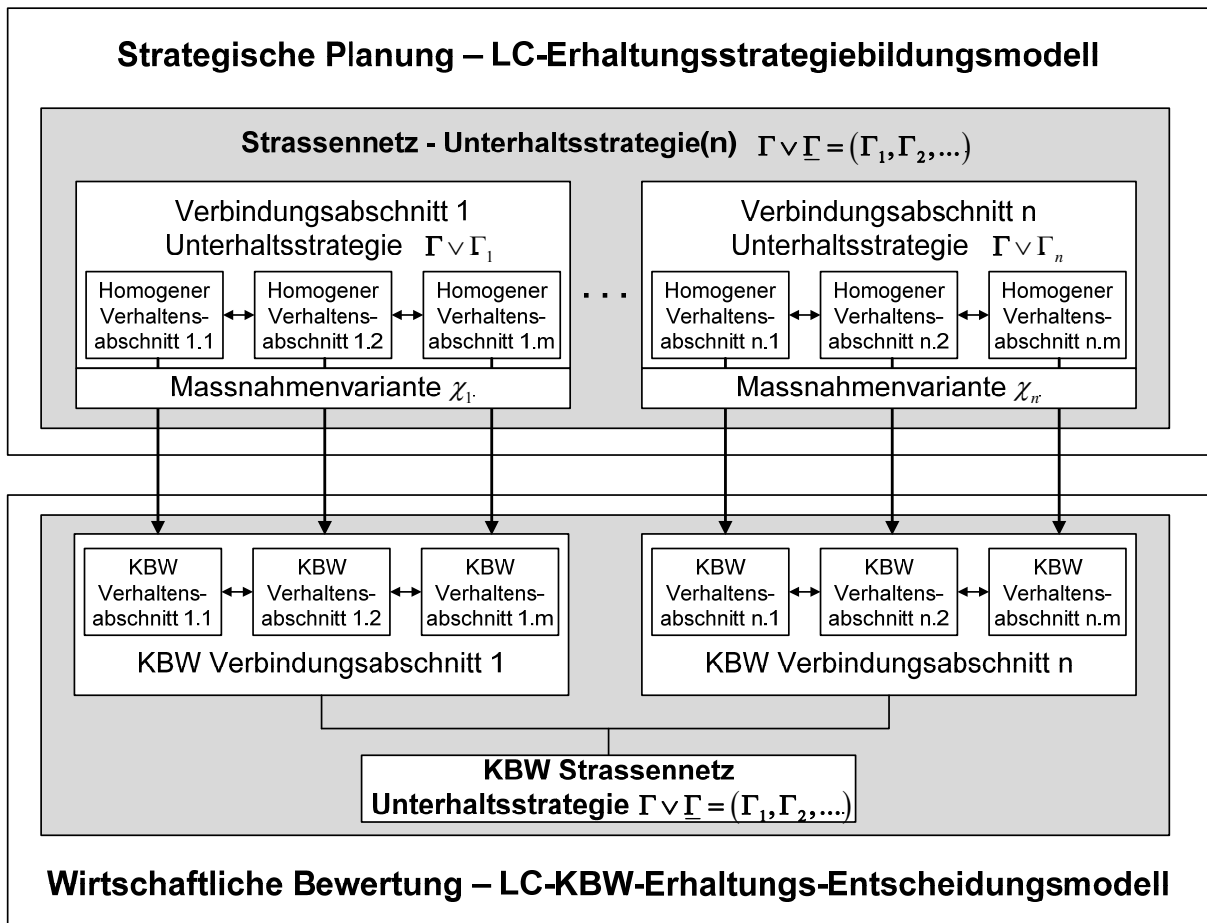 Strategische Planung – LC-Erhaltungsstrategiebildungsmodell
Strassennetz - Unterhaltsstrategie(n) Γ ∨ Γ̲ = (Γ₁, Γ₂, ....)
Verbindungsabschnitt 1
Unterhaltsstrategie Γ ∨ Γ₁
Homogener
Verhaltens-
abschnitt 1.1
Homogener
Verhaltens-
abschnitt 1.2
Homogener
Verhaltens-
abschnitt 1.m
Massnahmenvariante χ₁.
. . .
Verbindungsabschnitt n
Unterhaltsstrategie Γ ∨ Γₙ
Homogener
Verhaltens-
abschnitt n.1
Homogener
Verhaltens-
abschnitt n.2
Homogener
Verhaltens-
abschnitt n.m
Massnahmenvariante χₙ.
KBW
Verhaltens-
abschnitt 1.1
KBW
Verhaltens-
abschnitt 1.2
KBW
Verhaltens-
abschnitt 1.m
KBW Verbindungsabschnitt 1
KBW
Verhaltens-
abschnitt n.1
KBW
Verhaltens-
abschnitt n.2
KBW
Verhaltens-
abschnitt n.m
KBW Verbindungsabschnitt n
KBW Strassennetz
Unterhaltsstrategie Γ ∨ Γ̲ = (Γ₁, Γ₂, ....)
Wirtschaftliche Bewertung – LC-KBW-Erhaltungs-Entscheidungsmodell